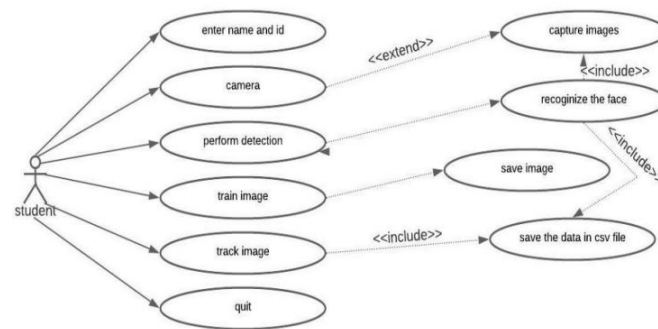 enter name and id
capture images
<<extend>>
camera
<<include>>
recoginize the face
perform detection
<<include>>
train image
save image
student
track image
<<include>>
save the data in csv file
quit